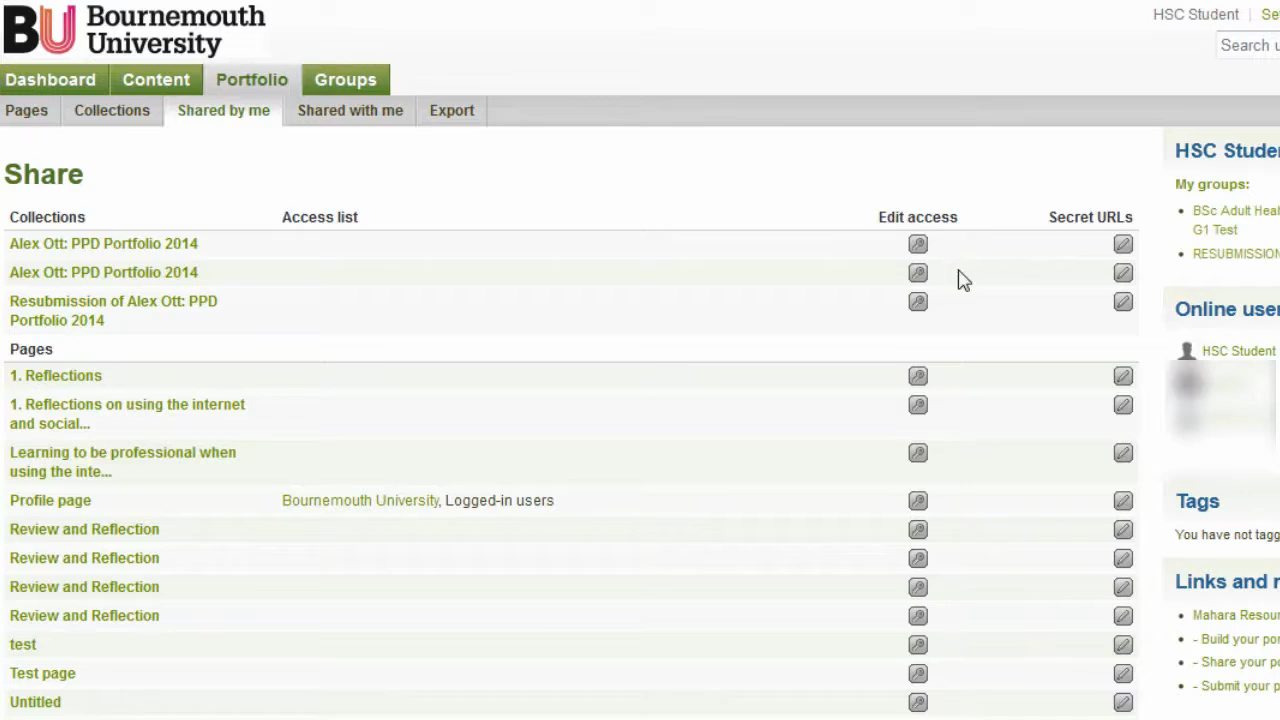 BU Bournemouth University
HSC Student | Se
Search u
Dashboard Content Portfolio Groups
Pages Collections Shared by me Shared with me Export
Share
Collections Access list Edit access Secret URLs
Alex Ott: PPD Portfolio 2014
Alex Ott: PPD Portfolio 2014
Resubmission of Alex Ott: PPD
Portfolio 2014
Pages
1. Reflections
1. Reflections on using the internet
and social...
Learning to be professional when
using the inte...
Profile page Bournemouth University, Logged-in users
Review and Reflection
Review and Reflection
Review and Reflection
Review and Reflection
test
Test page
Untitled
HSC Studen
My groups:
• BSc Adult Heal
G1 Test
• RESUBMISSION
Online user
HSC Student
Tags
You have not tagg
Links and r
• Mahara Resour
• - Build your por
• - Share your po
• - Submit your p